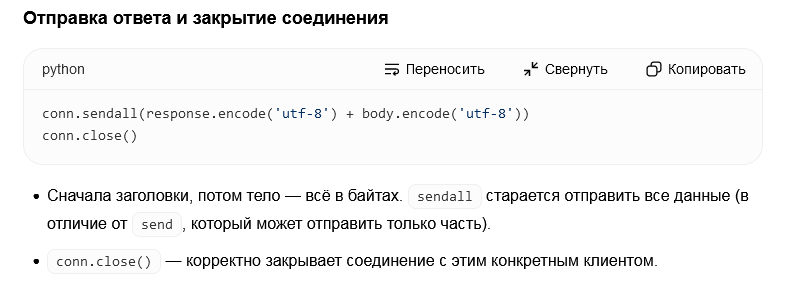 Отправка ответа и закрытие соединения
python Переносить Свернуть Копировать
conn.sendall(response.encode('utf-8') + body.encode('utf-8'))
conn.close()
• Сначала заголовки, потом тело — всё в байтах. sendall старается отправить все данные (в
отличие от send, который может отправить только часть).
• conn.close() — корректно закрывает соединение с этим конкретным клиентом.